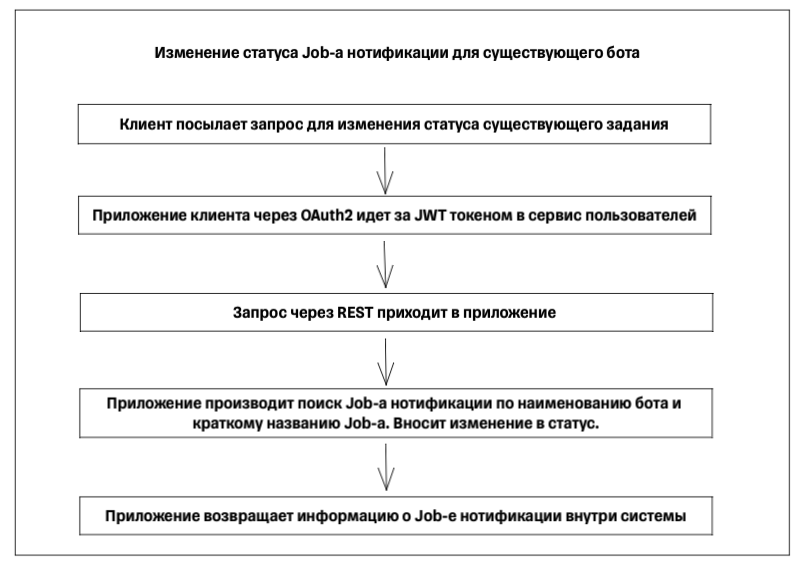 Изменение статуса Job-а нотификации для существующего бота
Клиент посылает запрос для изменения статуса существующего задания
Приложение клиента через OAuth2 идет за JWT токеном в сервис пользователей
Запрос через REST приходит в приложение
Приложение производит поиск Job-а нотификации по наименованию бота и
краткому названию Job-а. Вносит изменение в статус.
Приложение возвращает информацию о Job-е нотификации внутри системы